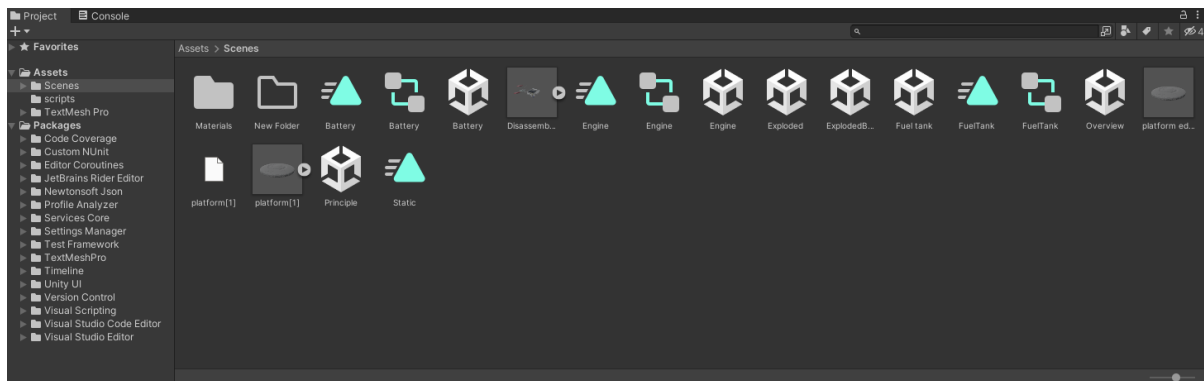 Project Console
4
Favorites
Assets > Scenes
Assets
Scenes
scripts
TextMesh Pro
Packages
Code Coverage
Custom NUnit
Editor Coroutines
JetBrains Rider Editor
Newtonsoft Json
Profile Analyzer
Services Core
Settings Manager
Test Framework
TextMeshPro
Timeline
Unity UI
Version Control
Visual Scripting
Visual Studio Code Editor
Visual Studio Editor
Materials New Folder Battery Battery Battery Disassemb... Engine Engine Engine Exploded ExplodedB... Fuel tank FuelTank FuelTank Overview platform ed...
platform[1] platform[1] Principle Static